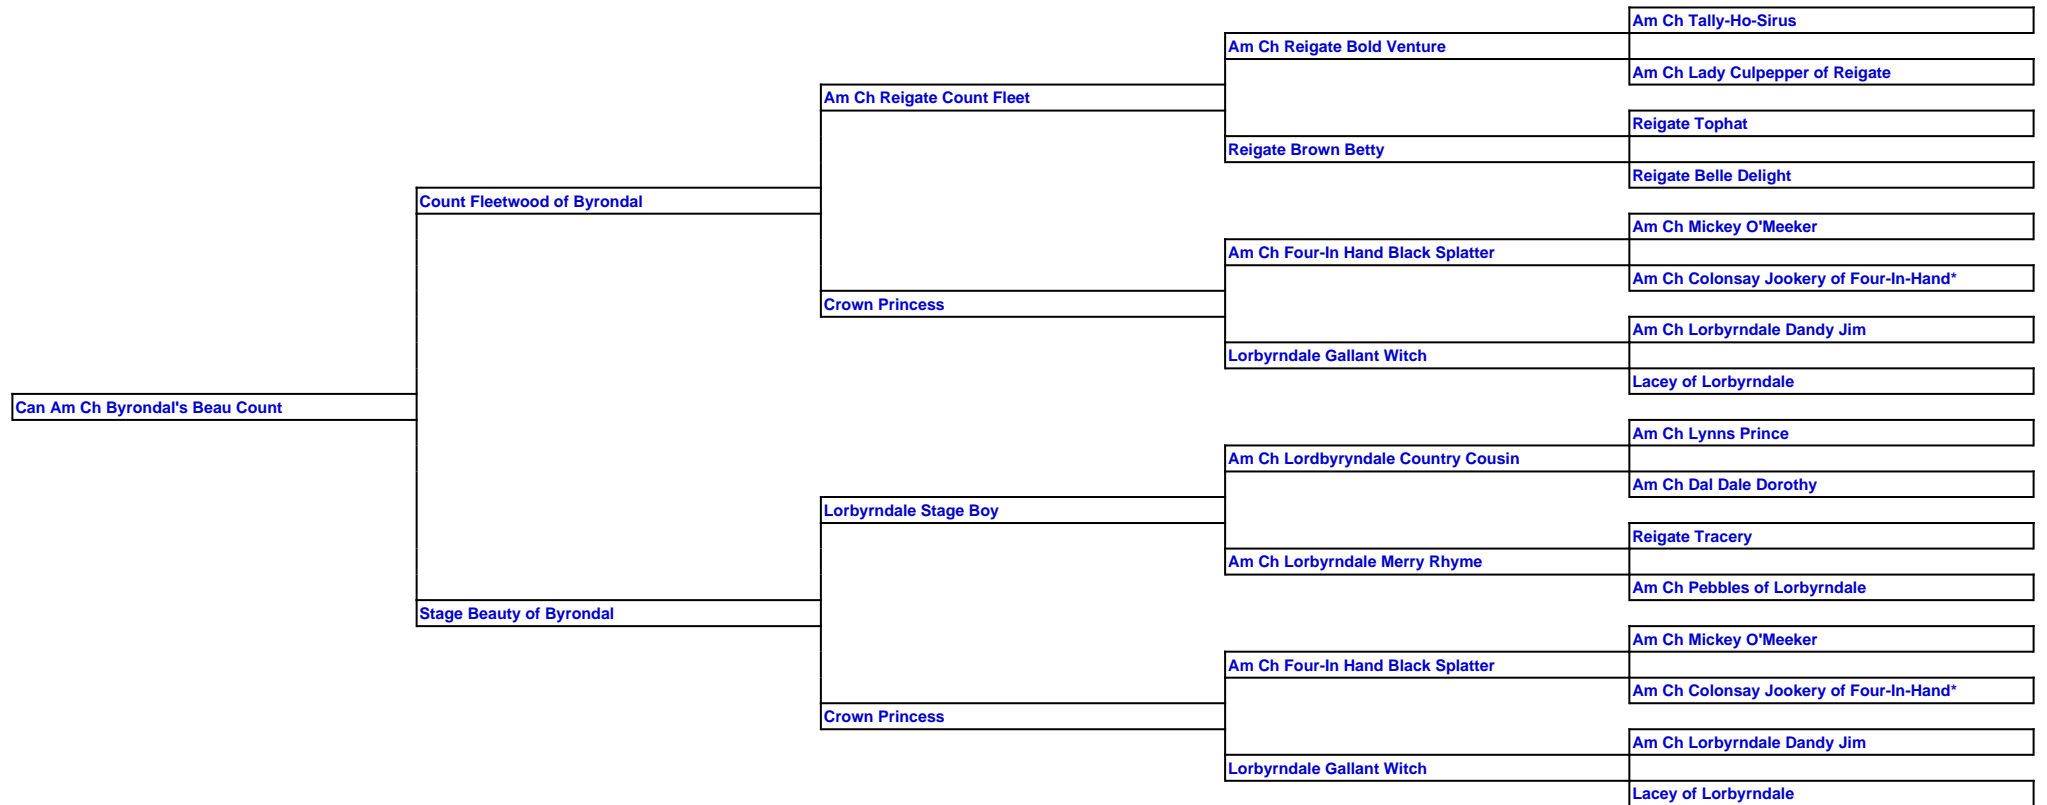 Am Ch Tally-Ho-Sirus
Am Ch Reigate Bold Venture
Am Ch Lady Culpepper of Reigate
Am Ch Reigate Count Fleet
Reigate Tophat
Reigate Brown Betty
Reigate Belle Delight
Count Fleetwood of Byrondal
Am Ch Mickey O'Meeker
Am Ch Four-In Hand Black Splatter
Am Ch Colonsay Jookery of Four-In-Hand*
Crown Princess
Am Ch Lorbyrndale Dandy Jim
Lorbyrndale Gallant Witch
Lacey of Lorbyrndale
Can Am Ch Byrondal's Beau Count
Am Ch Lynns Prince
Am Ch Lordbyryndale Country Cousin
Am Ch Dal Dale Dorothy
Lorbyrndale Stage Boy
Reigate Tracery
Am Ch Lorbyrndale Merry Rhyme
Am Ch Pebbles of Lorbyrndale
Stage Beauty of Byrondal
Am Ch Mickey O'Meeker
Am Ch Four-In Hand Black Splatter
Am Ch Colonsay Jookery of Four-In-Hand*
Crown Princess
Am Ch Lorbyrndale Dandy Jim
Lorbyrndale Gallant Witch
Lacey of Lorbyrndale